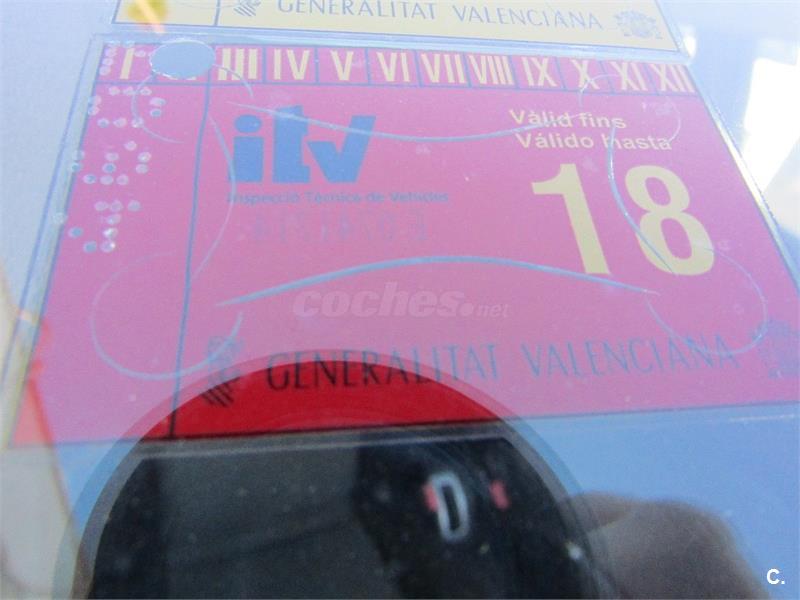 GENERALITAT VALENCIANA
I III IV V VI VII VIII IX X XI XII
itv
Vàlid fins
Válido hasta
18
Inspecció Tècnica de Vehicles
coches.net
GENERALITAT VALENCIANA
C.